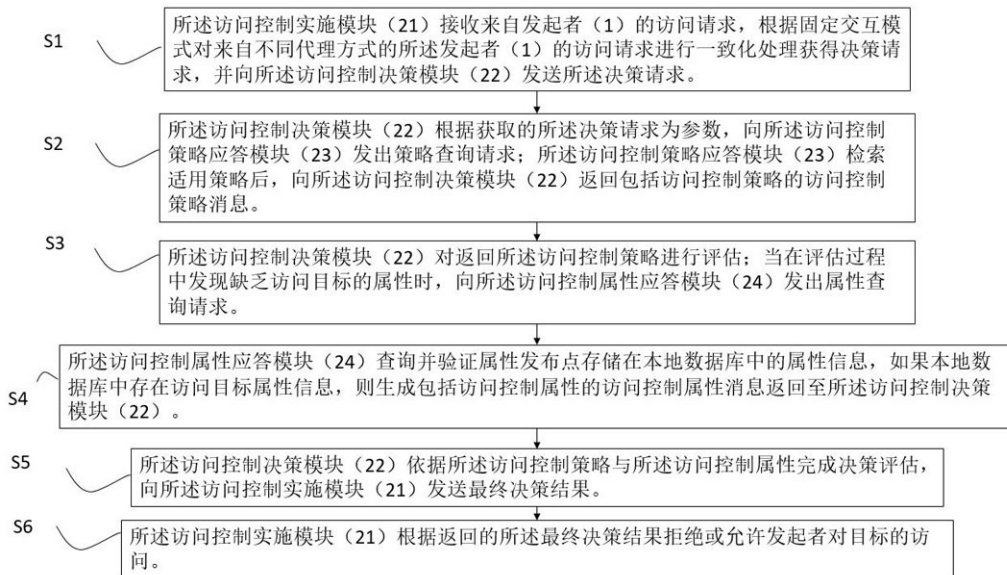 S1
所述访问控制实施模块（21）接收来自发起者（1）的访问请求，根据固定交互模
式对来自不同代理方式的所述发起者（1）的访问请求进行一致化处理获得决策请
求，并向所述访问控制决策模块（22）发送所述决策请求。
S2
所述访问控制决策模块（22）根据获取的所述决策请求为参数，向所述访问控制
策略应答模块（23）发出策略查询请求；所述访问控制策略应答模块（23）检索
适用策略后，向所述访问控制决策模块（22）返回包括访问控制策略的访问控制
策略消息。
S3
所述访问控制决策模块（22）对返回所述访问控制策略进行评估；当在评估过程
中发现缺乏访问目标的属性时，向所述访问控制属性应答模块（24）发出属性查
询请求。
S4
所述访问控制属性应答模块（24）查询并验证属性发布点存储在本地数据库中的属性信息，如果本地数
据库中存在访问目标属性信息，则生成包括访问控制属性的访问控制属性消息返回至所述访问控制决策
模块（22）。
S5
所述访问控制决策模块（22）依据所述访问控制策略与所述访问控制属性完成决策评估，
向所述访问控制实施模块（21）发送最终决策结果。
S6
所述访问控制实施模块（21）根据返回的所述最终决策结果拒绝或允许发起者对目标的访
问。